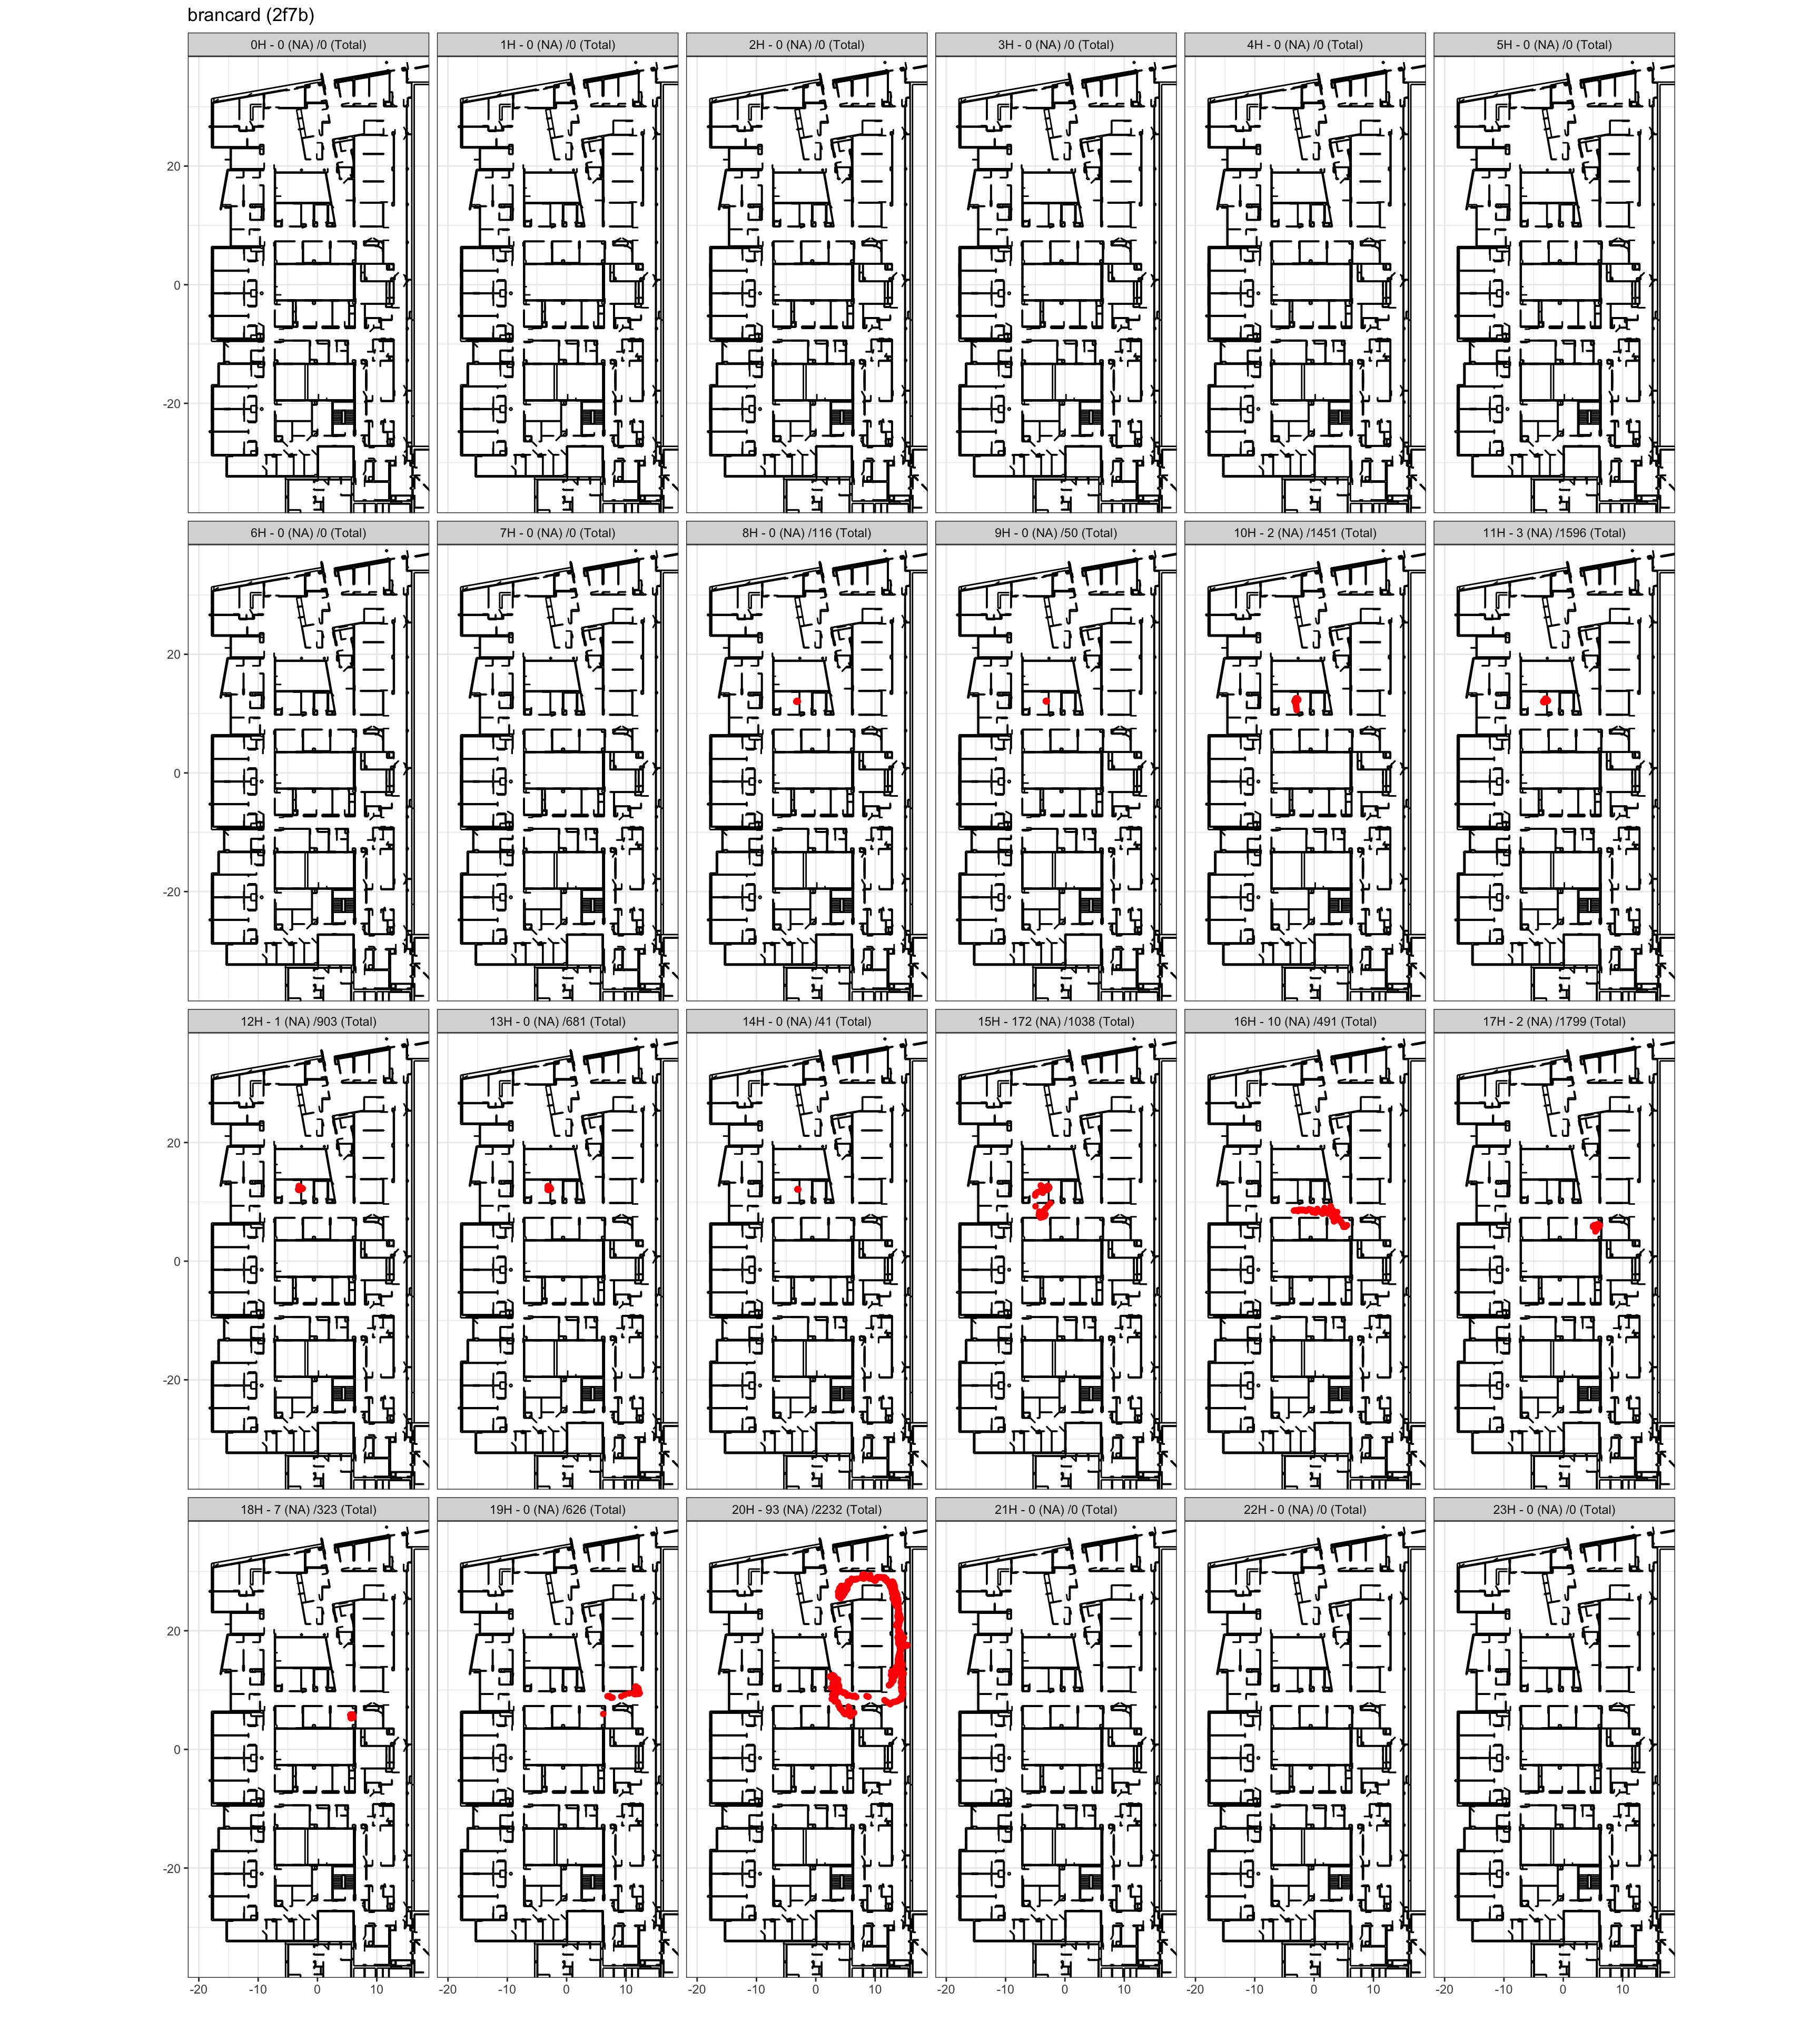 brancard (2f7b)
0H - 0 (NA) /0 (Total)
1H - 0 (NA) /0 (Total)
2H - 0 (NA) /0 (Total)
3H - 0 (NA) /0 (Total)
4H - 0 (NA) /0 (Total)
5H - 0 (NA) /0 (Total)
20
0
-20
6H - 0 (NA) /0 (Total)
7H - 0 (NA) /0 (Total)
8H - 0 (NA) /116 (Total)
9H - 0 (NA) /50 (Total)
10H - 2 (NA) /1451 (Total)
11H - 3 (NA) /1596 (Total)
20
0
-20
12H - 1 (NA) /903 (Total)
13H - 0 (NA) /681 (Total)
14H - 0 (NA) /41 (Total)
15H - 172 (NA) /1038 (Total)
16H - 10 (NA) /491 (Total)
17H - 2 (NA) /1799 (Total)
20
0
-20
18H - 7 (NA) /323 (Total)
19H - 0 (NA) /626 (Total)
20H - 93 (NA) /2232 (Total)
21H - 0 (NA) /0 (Total)
22H - 0 (NA) /0 (Total)
23H - 0 (NA) /0 (Total)
20
0
-20
-20 -10 0 10
-20 -10 0 10
-20 -10 0 10
-20 -10 0 10
-20 -10 0 10
-20 -10 0 10